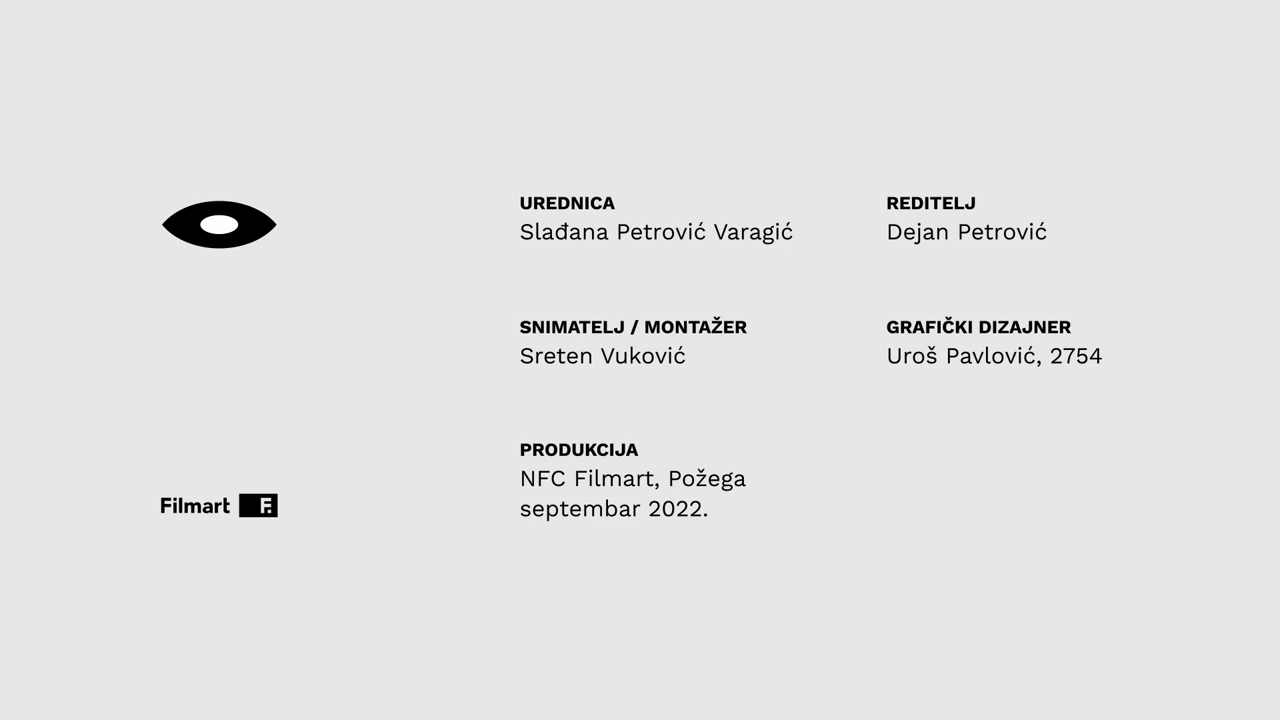 UREDNICA
Slađana Petrović Varagić
REDITELJ
Dejan Petrović
SNIMATELJ / MONTAŽER
Sreten Vuković
GRAFIČKI DIZAJNER
Uroš Pavlović, 2754
PRODUKCIJA
NFC Filmart, Požega
septembar 2022.
Filmart F.